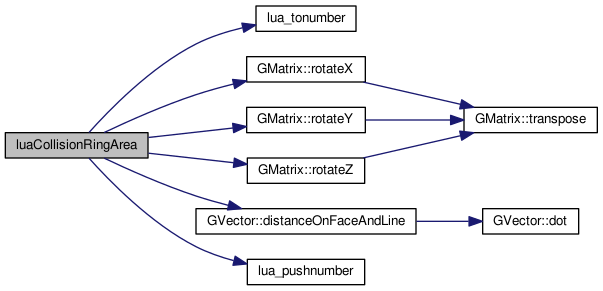 lua_tonumber
GMatrix::rotateX
GMatrix::rotateY
GMatrix::transpose
luaCollisionRingArea
GMatrix::rotateZ
GVector::distanceOnFaceAndLine
GVector::dot
lua_pushnumber